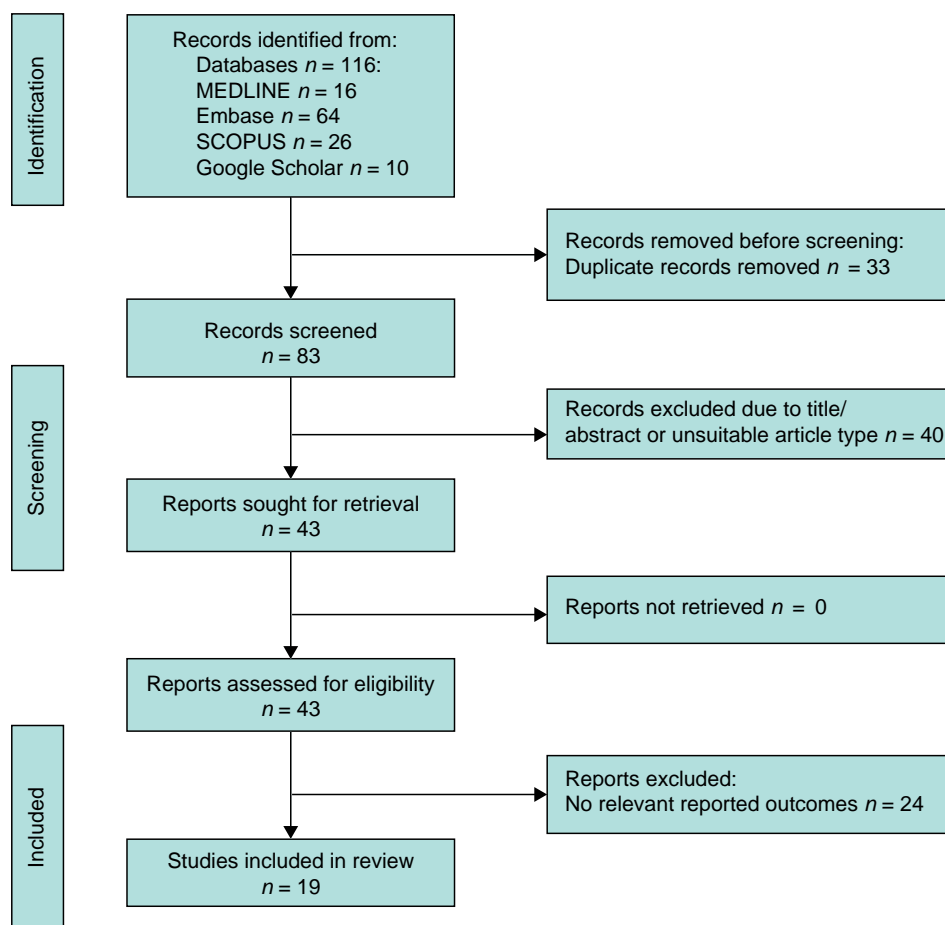 Identification
Records identified from:
Databases n = 116:
MEDLINE n = 16
Embase n = 64
SCOPUS n = 26
Google Scholar n = 10
Records removed before screening:
Duplicate records removed n = 33
Records screened
n = 83
Screening
Records excluded due to title/
abstract or unsuitable article type n = 40
Reports sought for retrieval
n = 43
Reports not retrieved n = 0
Reports assessed for eligibility
n = 43
Included
Reports excluded:
No relevant reported outcomes n = 24
Studies included in review
n = 19